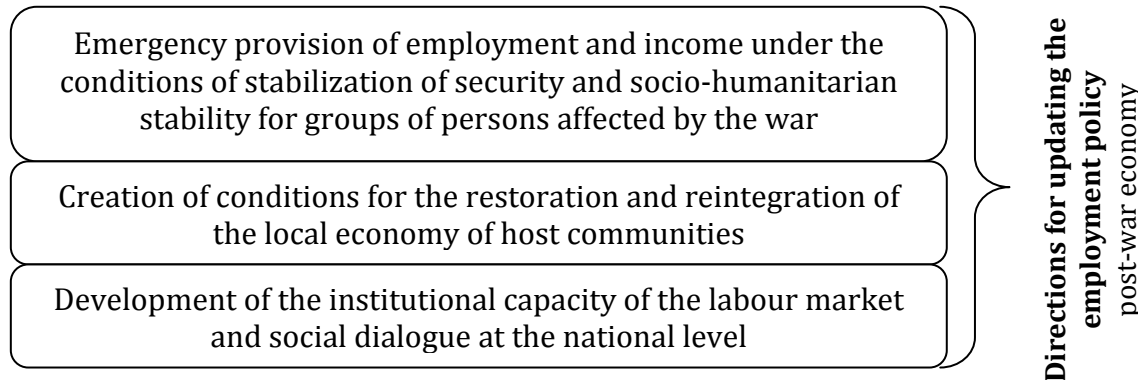 Emergency provision of employment and income under the
conditions of stabilization of security and socio-humanitarian
stability for groups of persons affected by the war
Creation of conditions for the restoration and reintegration of
the local economy of host communities
Development of the institutional capacity of the labour market
and social dialogue at the national level
Directions for updating the
employment policy
post-war economy